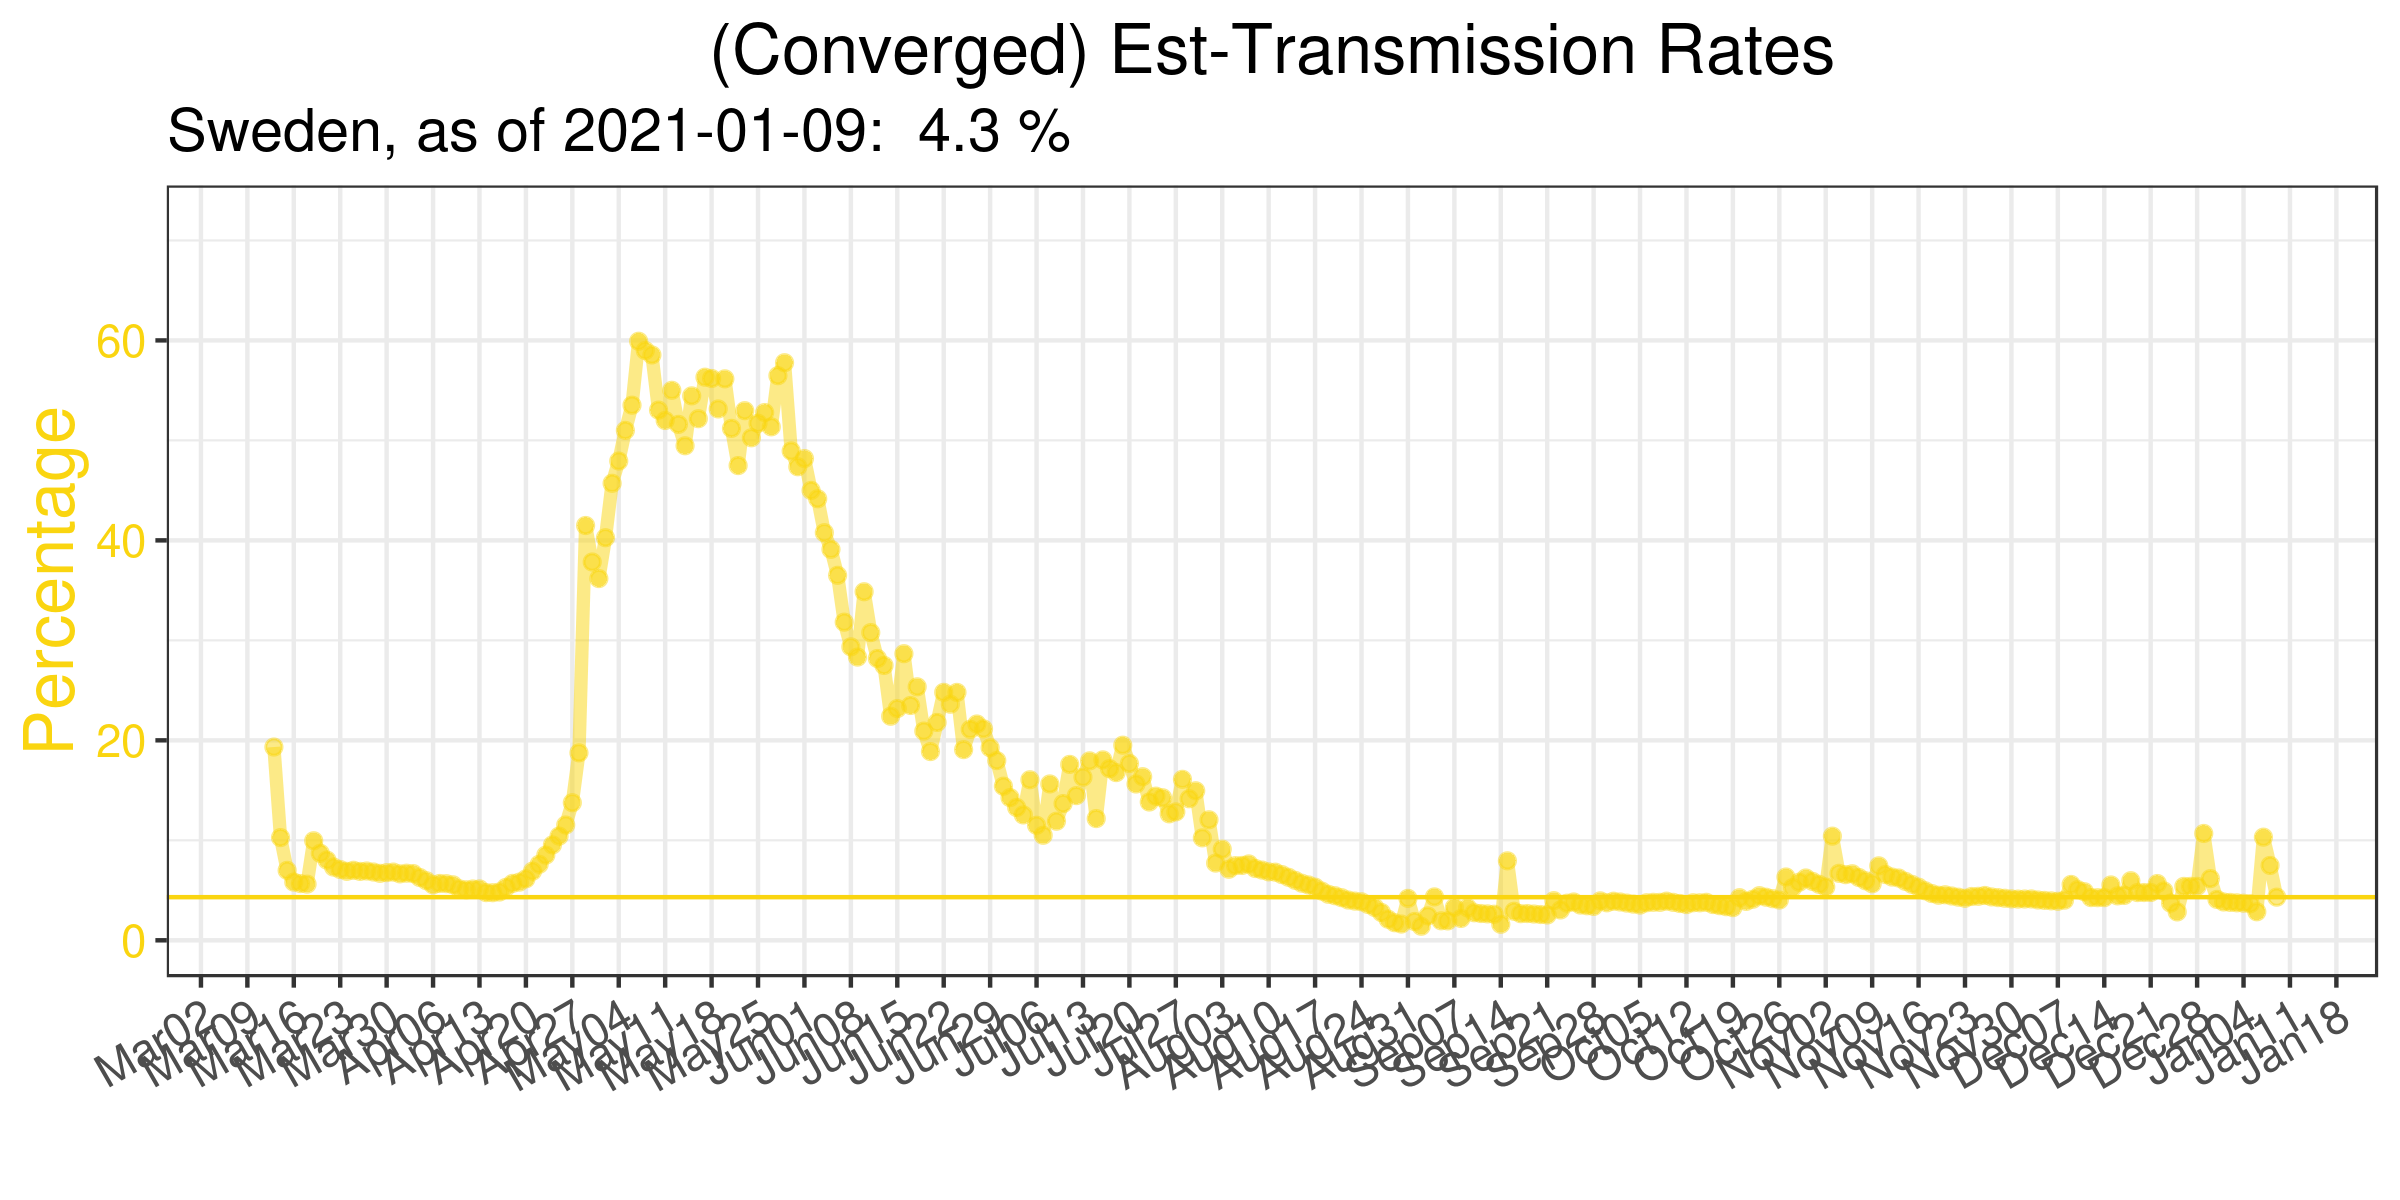 (Converged) Est-Transmission Rates
Sweden, as of 2021-01-09:  4.3 %
Percentage
60
40
20
0
Mar02
Mar09
Mar16
Mar23
Mar30
Apr06
Apr13
Apr20
Apr27
May04
May11
May18
May25
Jun01
Jun08
Jun15
Jun22
Jun29
Jul06
Jul13
Jul20
Jul27
Aug03
Aug10
Aug17
Aug24
Aug31
Sep07
Sep14
Sep21
Sep28
Oct05
Oct12
Oct19
Oct26
Nov02
Nov09
Nov16
Nov23
Nov30
Dec07
Dec14
Dec21
Dec28
Jan04
Jan11
Jan18